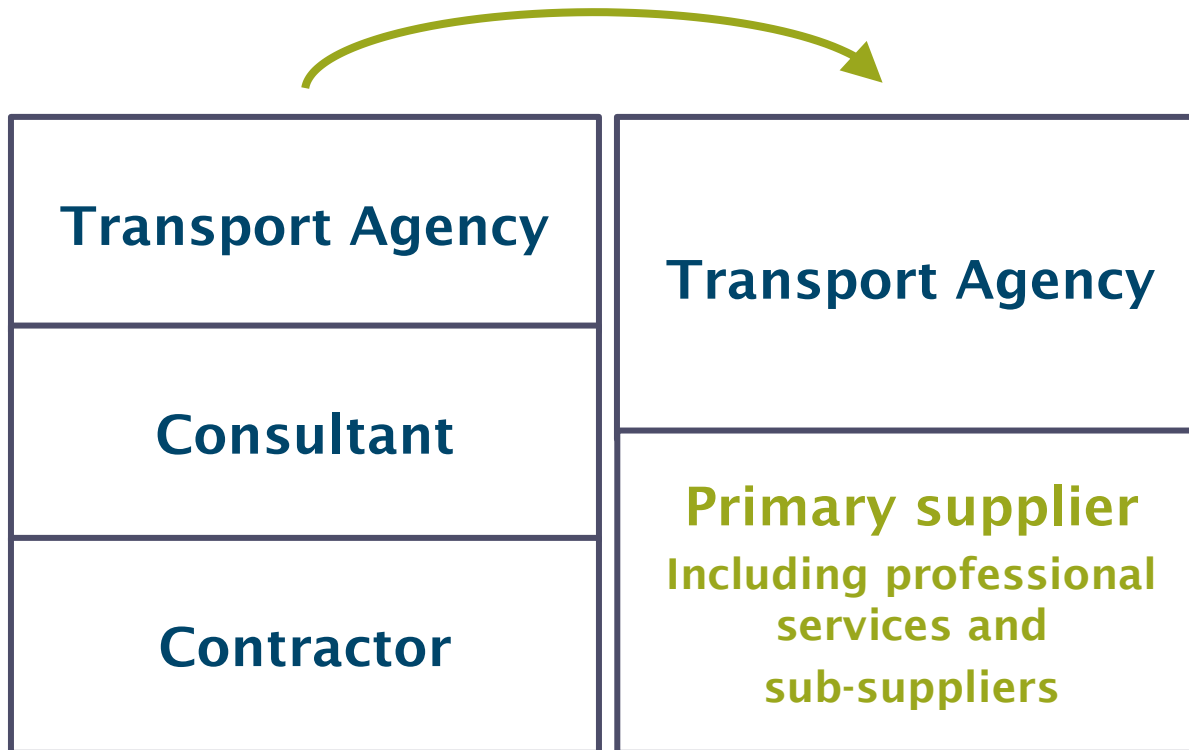 Transport Agency
Consultant
Contractor
Transport Agency
Primary supplier
Including professional
services and
sub-suppliers